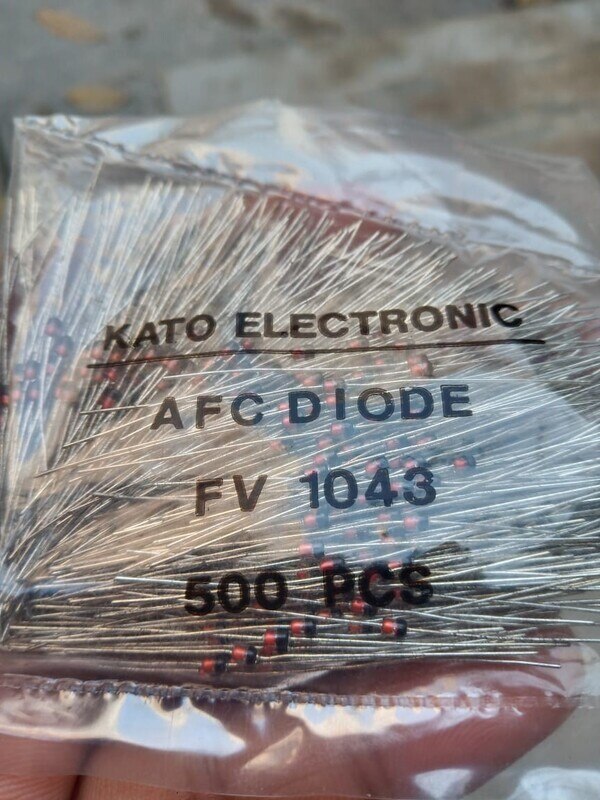 KATO ELECTRONIC
AFC DIODE
FV 1043
500 PCS